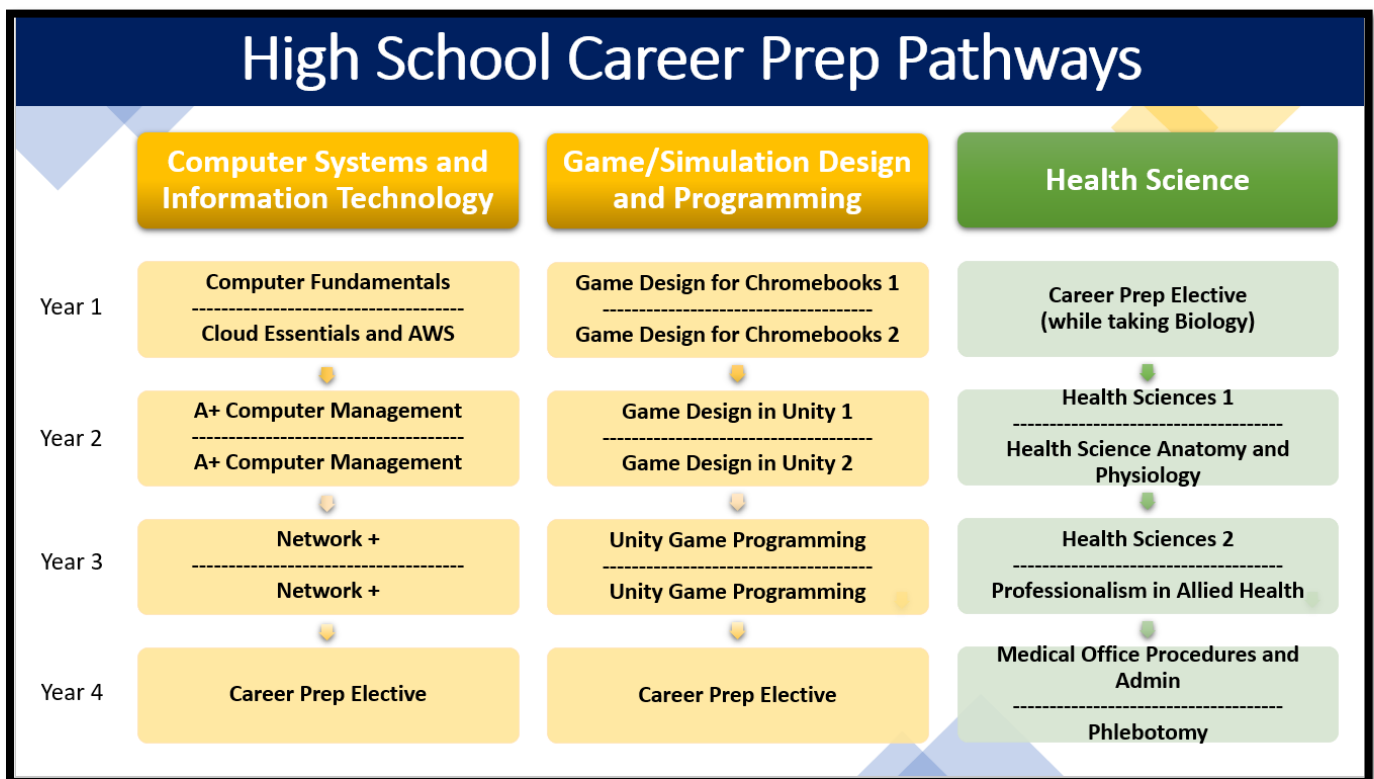 High School Career Prep Pathways
Computer Systems and
Information Technology
Game/Simulation Design
and Programming
Health Science
Year 1
Computer Fundamentals
-------------------------------------
Cloud Essentials and AWS
Game Design for Chromebooks 1
-------------------------------------
Game Design for Chromebooks 2
Career Prep Elective
(while taking Biology)
Year 2
A+ Computer Management
-------------------------------------
A+ Computer Management
Game Design in Unity 1
-------------------------------------
Game Design in Unity 2
Health Sciences 1
-------------------------------------
Health Science Anatomy and
Physiology
Year 3
Network +
-------------------------------------
Network +
Unity Game Programming
-------------------------------------
Unity Game Programming
Health Sciences 2
-------------------------------------
Professionalism in Allied Health
Year 4
Career Prep Elective
Career Prep Elective
Medical Office Procedures and
Admin
-------------------------------------
Phlebotomy